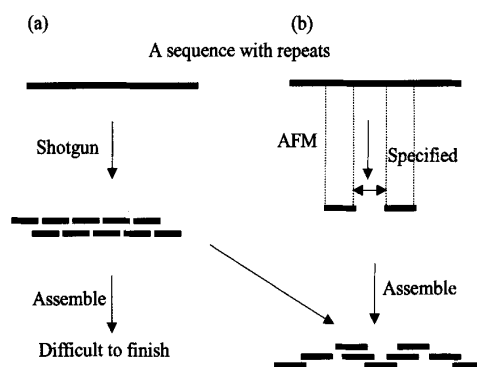 (a)
(b)
A sequence with repeats
Shotgun
AFM
Specified
Assemble
Assemble
Difficult to finish